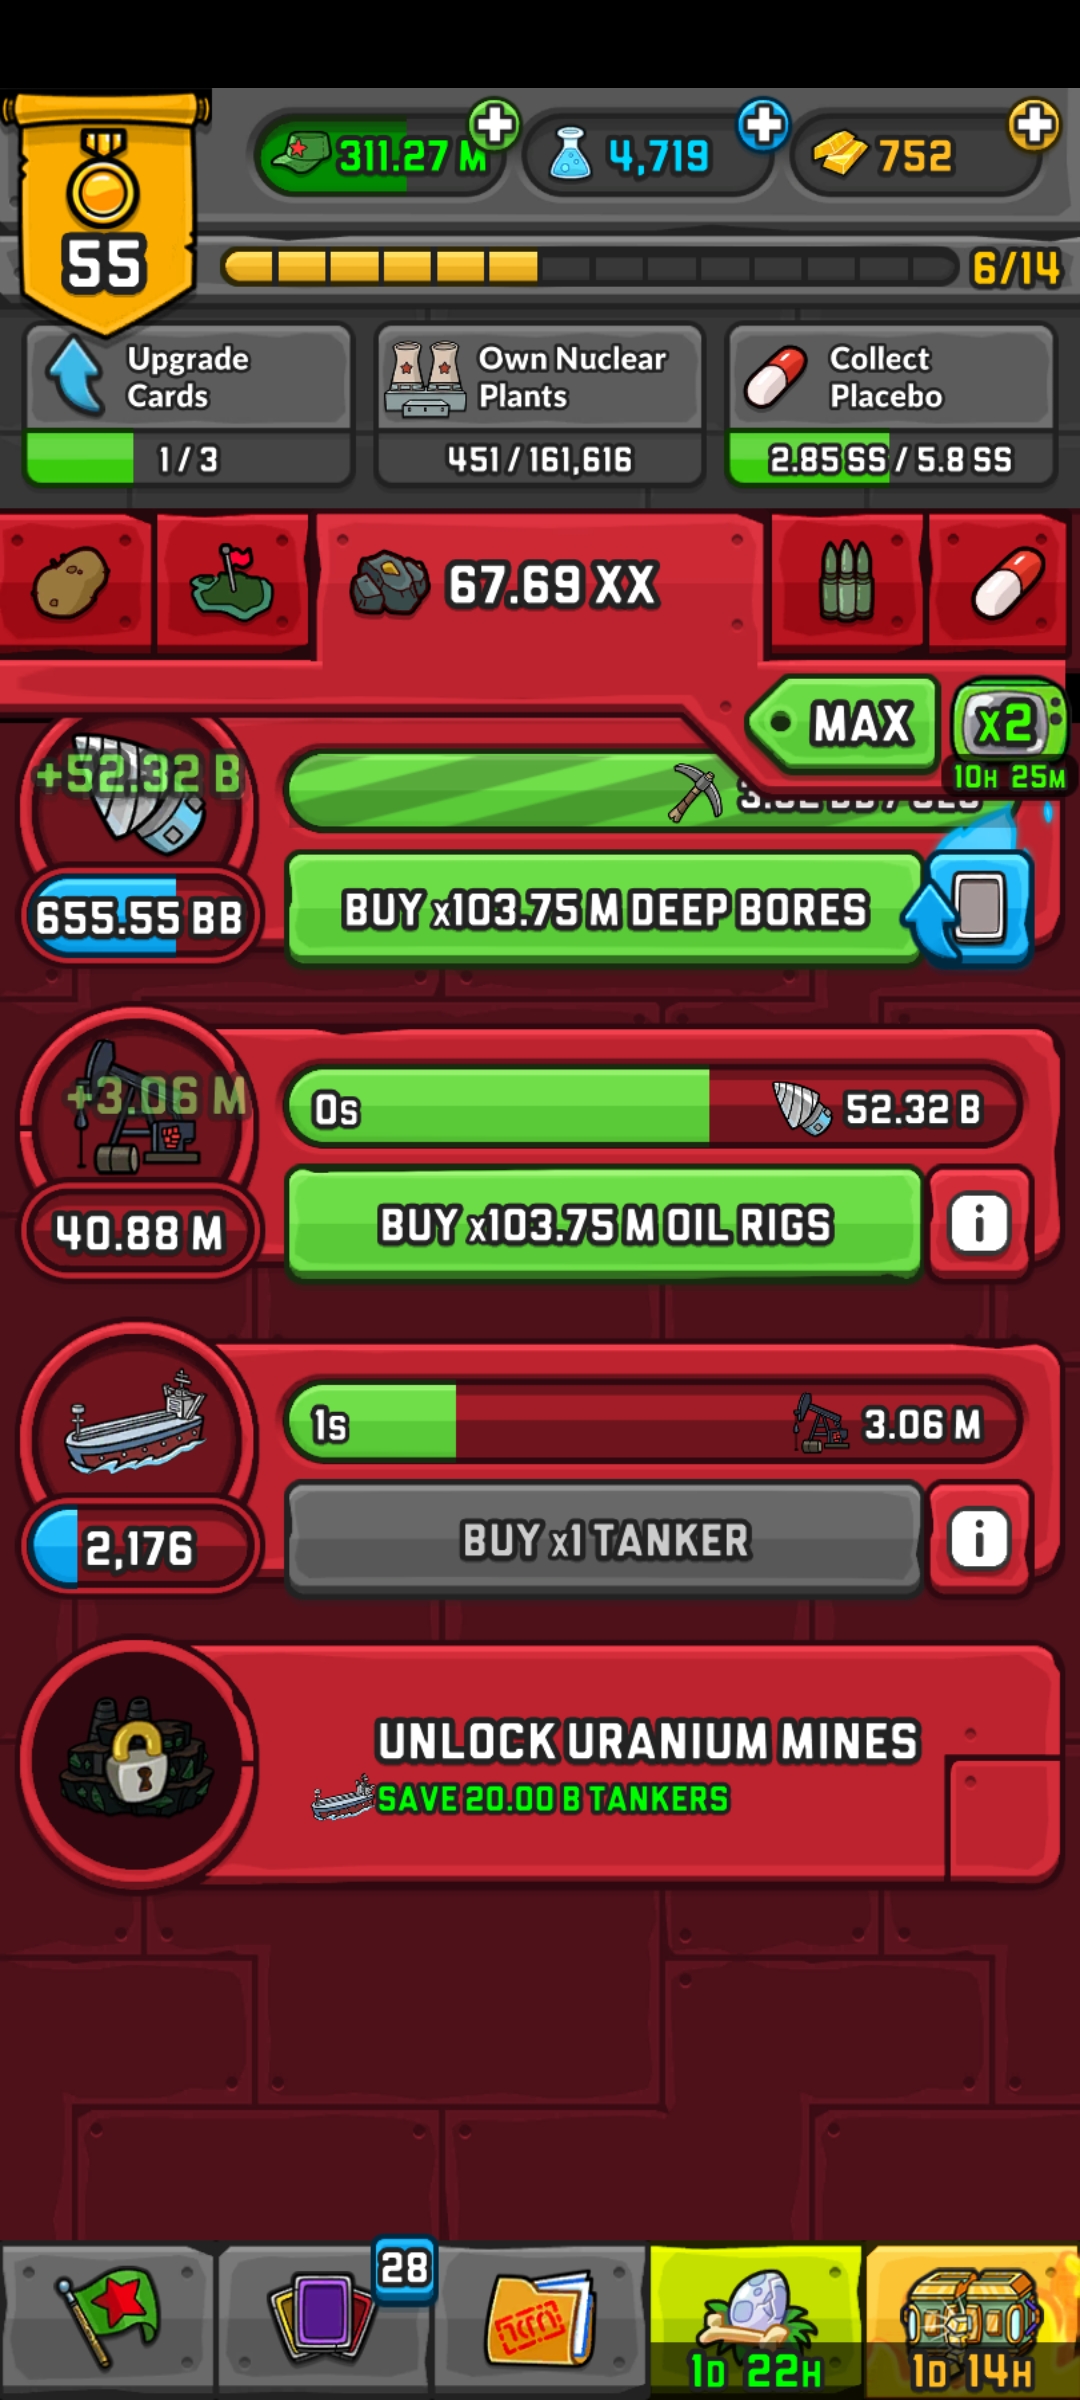 311.27 M
4,719
752
55
6/14
Upgrade
Cards
1 / 3
Own Nuclear
Plants
451 / 161,616
Collect
Placebo
2.85 SS / 5.8 SS
67.69 XX
MAX
x2
10H 25M
+52.32 B
655.55 BB
BUY x103.75 M DEEP BORES
+3.06 M
0s
52.32 B
40.88 M
BUY x103.75 M OIL RIGS
i
1s
3.06 M
2,176
BUY x1 TANKER
i
UNLOCK URANIUM MINES
SAVE 20.00 B TANKERS
28
1D 22H
1D 14H